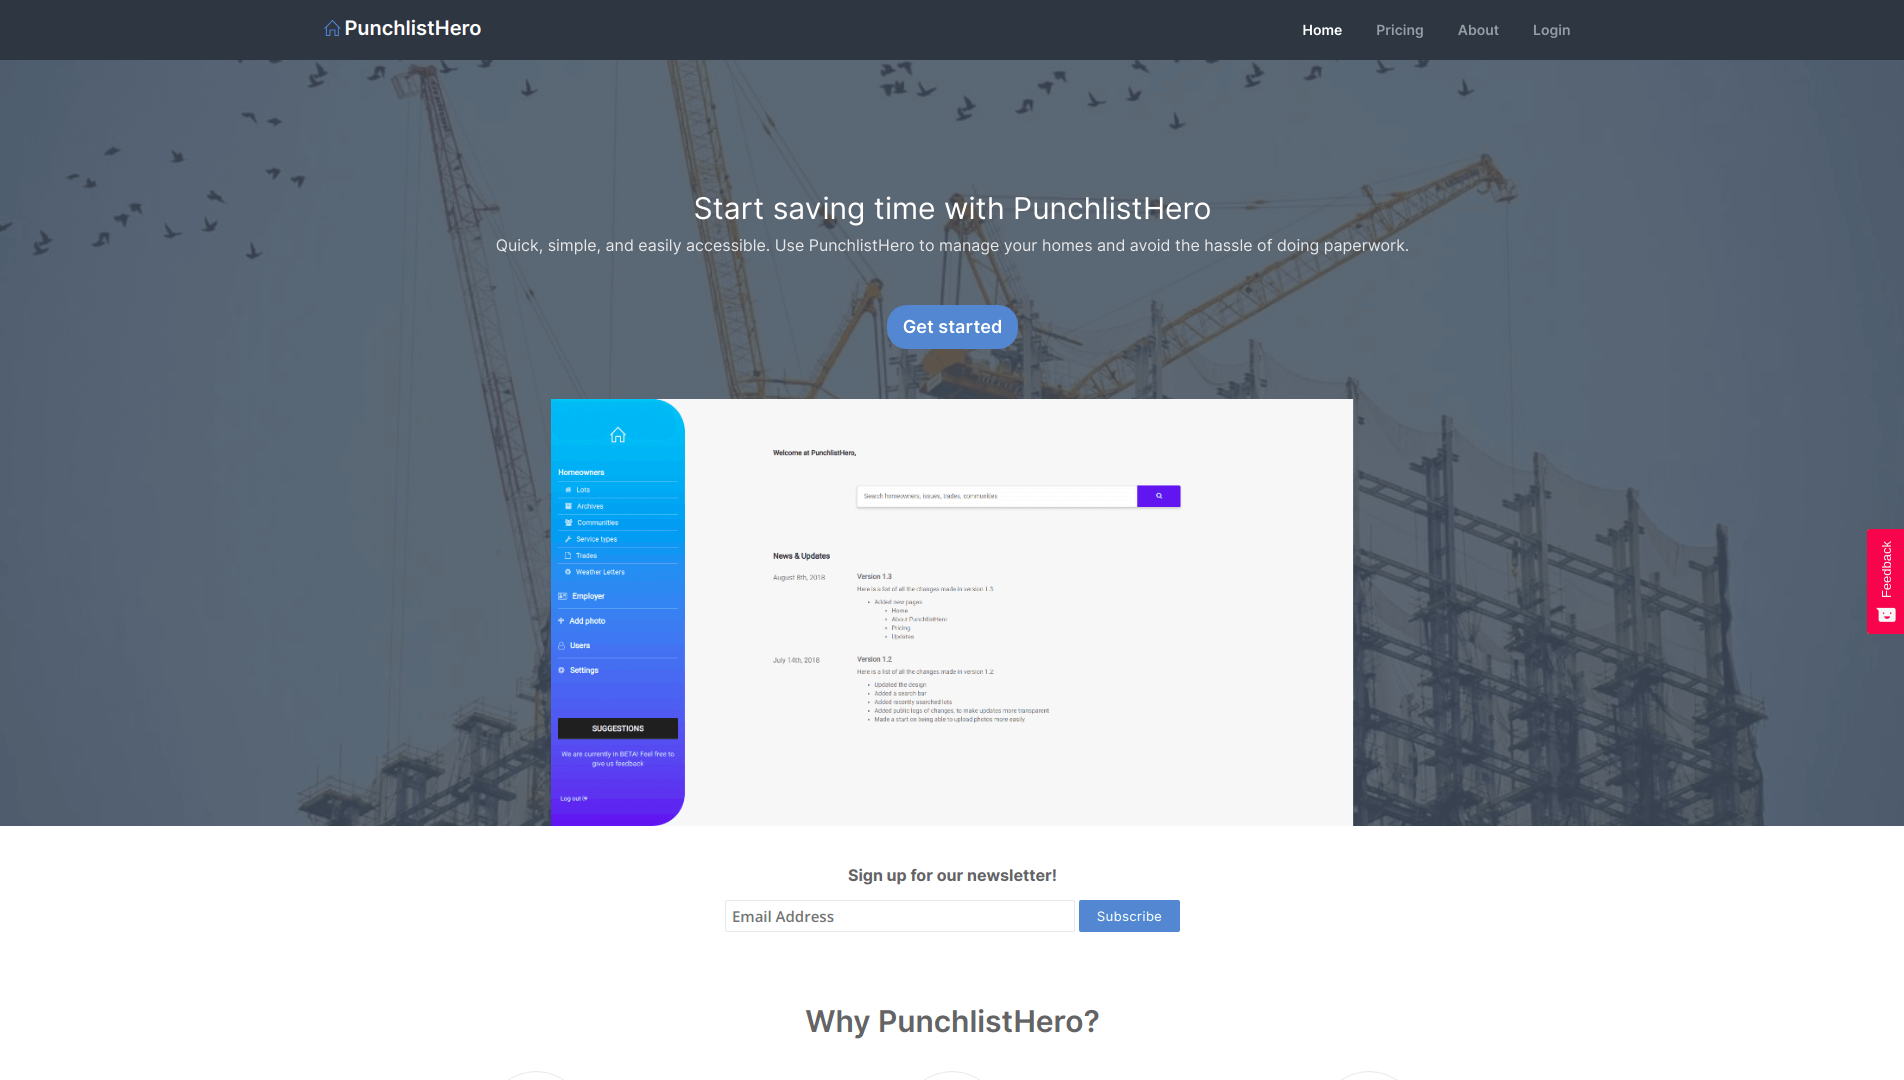 PunchlistHero
Home
Pricing
About
Login
Start saving time with PunchlistHero
Quick, simple, and easily accessible. Use PunchlistHero to manage your homes and avoid the hassle of doing paperwork.
Get started
Homeowners
Lots
Archives
Communities
Service types
Trades
Weather Letters
Employer
Add photo
Users
Settings
SUGGESTIONS
We are currently in BETA! Feel free to
give us feedback
Log out
Welcome at PunchlistHero,
Search homeowners, issues, trades, communities
News & Updates
August 8th, 2018
Version 1.3
Here is a list of all the changes made in version 1.3
Added new pages
Home
About PunchlistHero
Pricing
Updates
July 14th, 2018
Version 1.2
Here is a list of all the changes made in version 1.2
Updated the design
Added a search bar
Added recently searched lots
Added public logs of changes, to make updates more transparent
Made a start on being able to upload photos more easily
Feedback
Sign up for our newsletter!
Email Address
Subscribe
Why PunchlistHero?